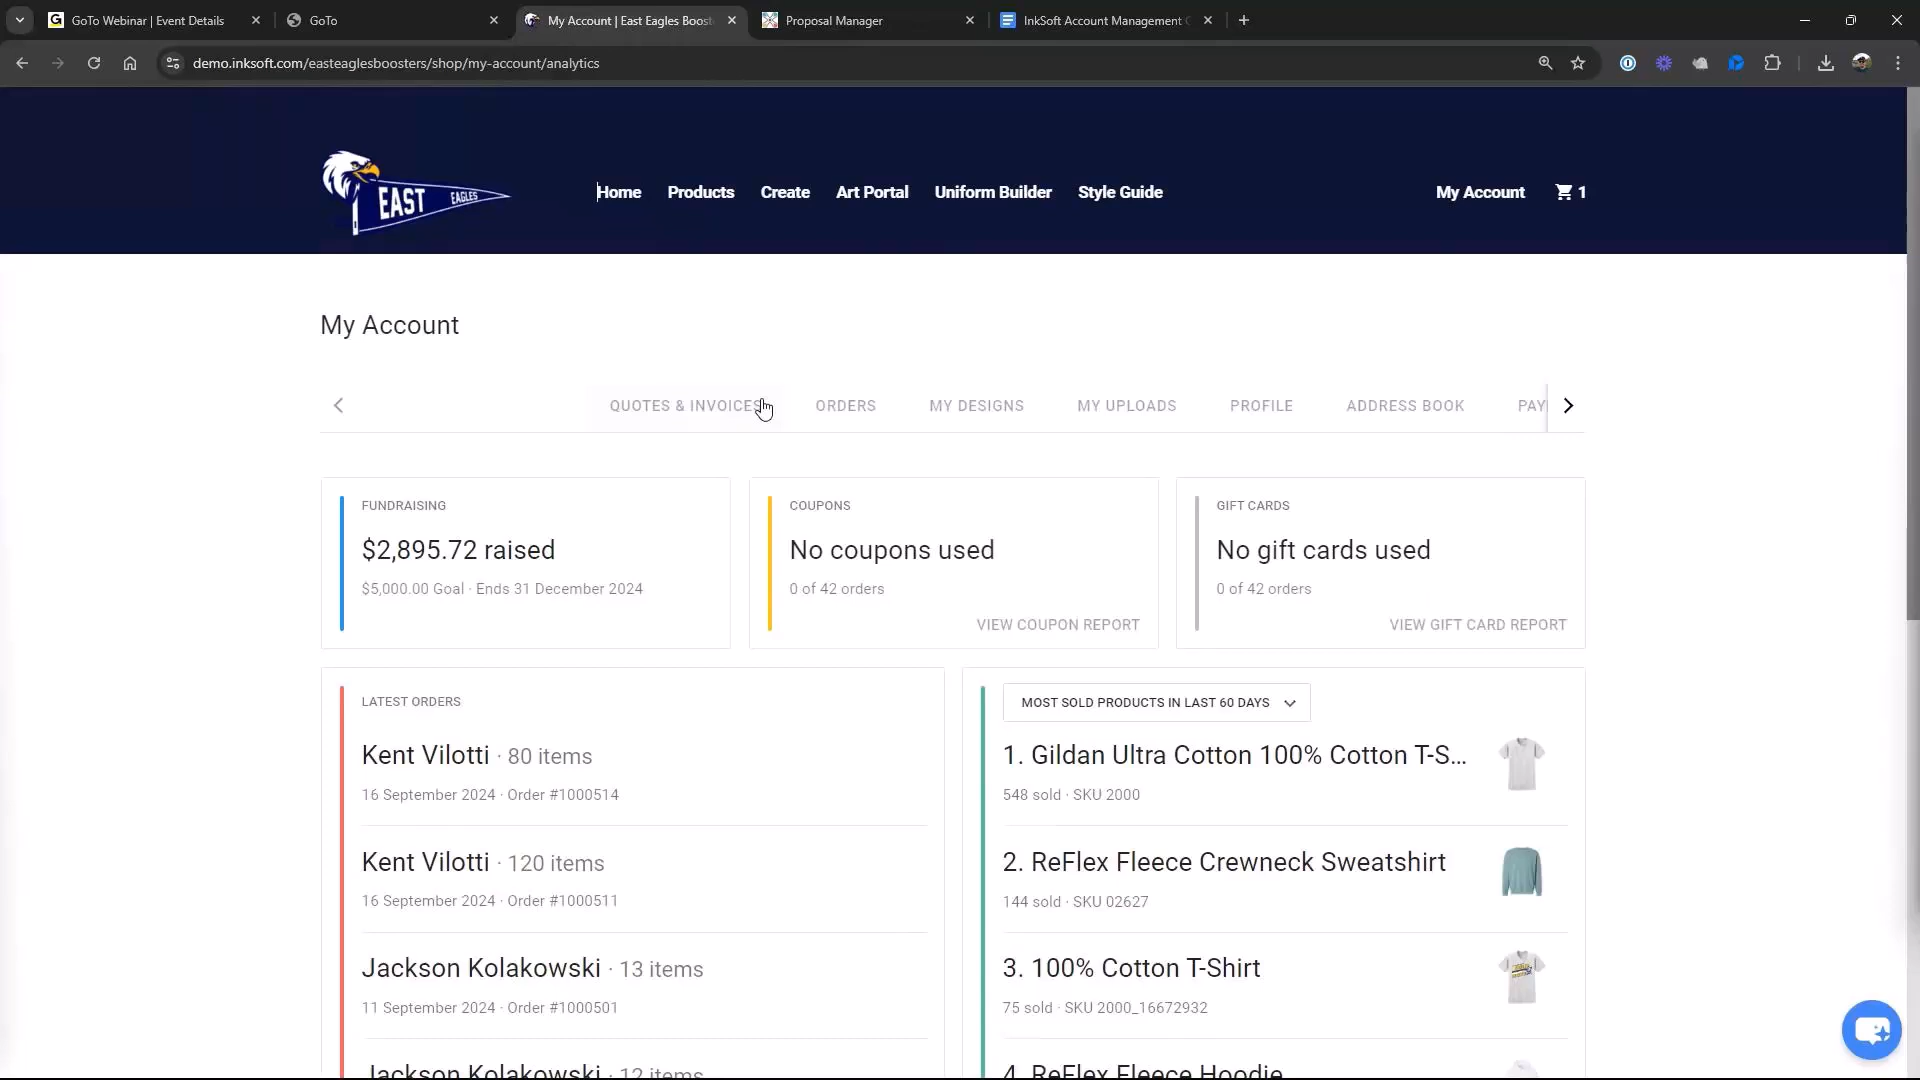 GoTo Webinar | Event Details
GoTo
My Account | East Eagles Boost
Proposal Manager
InkSoft Account Management
demo.inksoft.com/easteaglesboosters/shop/my-account/analytics
EAST EAGLES
Home Products Create Art Portal Uniform Builder Style Guide
My Account 1
My Account
QUOTES & INVOICES ORDERS MY DESIGNS MY UPLOADS PROFILE ADDRESS BOOK PAY
FUNDRAISING
$2,895.72 raised
$5,000.00 Goal · Ends 31 December 2024
COUPONS
No coupons used
0 of 42 orders
VIEW COUPON REPORT
GIFT CARDS
No gift cards used
0 of 42 orders
VIEW GIFT CARD REPORT
LATEST ORDERS
Kent Vilotti · 80 items
16 September 2024 · Order #1000514
Kent Vilotti · 120 items
16 September 2024 · Order #1000511
Jackson Kolakowski · 13 items
11 September 2024 · Order #1000501
Jackson Kolakowski · 12 items
MOST SOLD PRODUCTS IN LAST 60 DAYS
1. Gildan Ultra Cotton 100% Cotton T-S...
548 sold · SKU 2000
2. ReFlex Fleece Crewneck Sweatshirt
144 sold · SKU 02627
3. 100% Cotton T-Shirt
75 sold · SKU 2000_16672932
4. ReFlex Fleece Hoodie